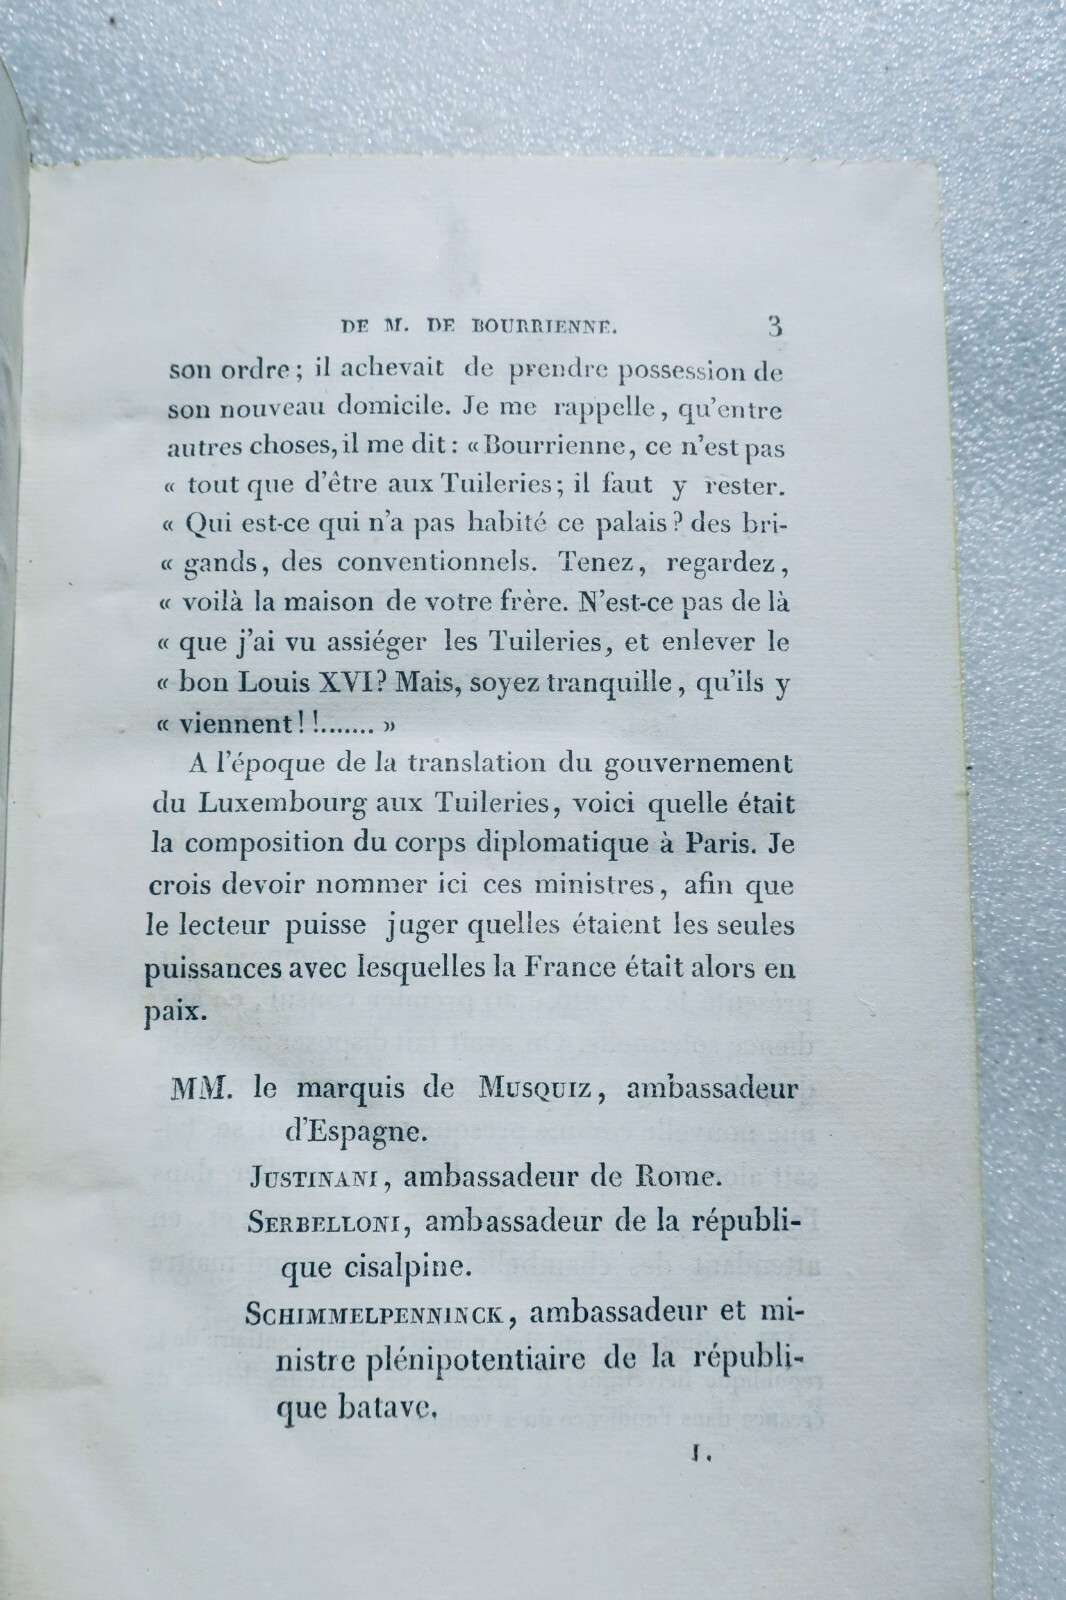 DE M. DE BOURRIENNE. 3
son ordre ; il achevait de prendre possession de
son nouveau domicile. Je me rappelle, qu'entre
autres choses, il me dit : « Bourrienne, ce n'est pas
« tout que d'être aux Tuileries ; il faut y rester.
« Qui est-ce qui n'a pas habité ce palais ? des bri-
« gands, des conventionnels. Tenez, regardez,
« voilà la maison de votre frère. N'est-ce pas de là
« que j'ai vu assiéger les Tuileries, et enlever le
« bon Louis XVI ? Mais, soyez tranquille, qu'ils y
« viennent ! !....... »
A l'époque de la translation du gouvernement
du Luxembourg aux Tuileries, voici quelle était
la composition du corps diplomatique à Paris. Je
crois devoir nommer ici ces ministres, afin que
le lecteur puisse juger quelles étaient les seules
puissances avec lesquelles la France était alors en
paix.
MM. le marquis de MUSQUIZ, ambassadeur
d'Espagne.
JUSTINANI, ambassadeur de Rome.
SERBELLONI, ambassadeur de la républi-
que cisalpine.
SCHIMMELPENNINCK, ambassadeur et mi-
nistre plénipotentiaire de la républi-
que batave.
1.